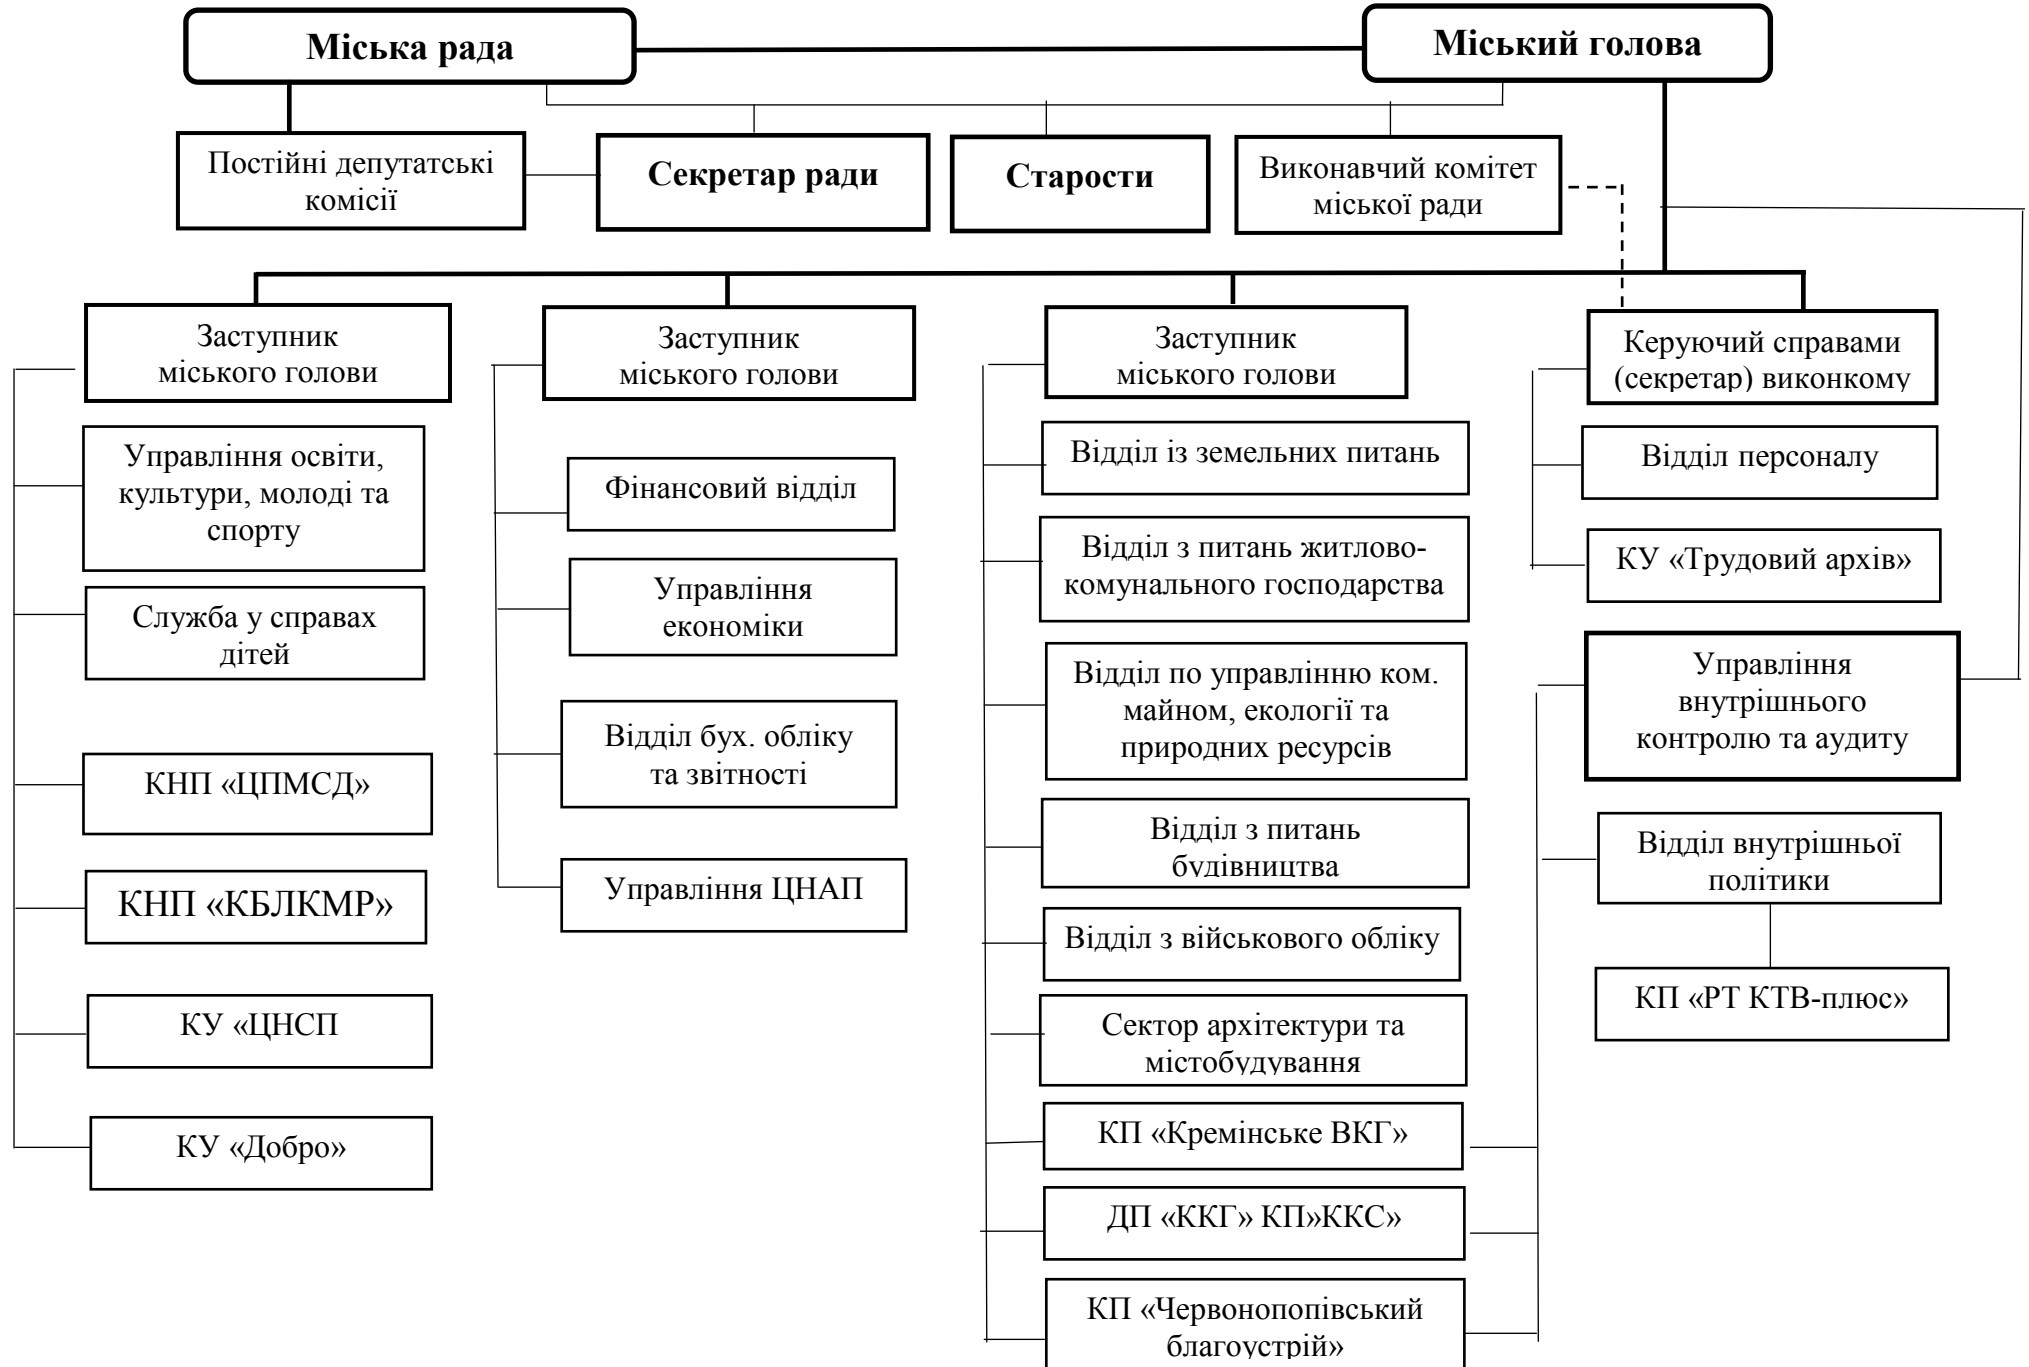 Міська рада
Міський голова
Постійні депутатські
комісії
Секретар ради
Старости
Виконавчий комітет
міської ради
Заступник
міського голови
Заступник
міського голови
Заступник
міського голови
Керуючий справами
(секретар) виконкому
Управління освіти,
культури, молоді та
спорту
Служба у справах
дітей
КНП «ЦПМСД»
КНП «КБЛКМР»
КУ «ЦНСП
КУ «Добро»
Фінансовий відділ
Управління
економіки
Відділ бух. обліку
та звітності
Управління ЦНАП
Відділ із земельних питань
Відділ з питань житлово-
комунального господарства
Відділ по управлінню ком.
майном, екології та
природних ресурсів
Відділ з питань
будівництва
Відділ з військового обліку
Сектор архітектури та
містобудування
КП «Кремінське ВКГ»
ДП «ККГ» КП»ККС»
КП «Червонопопівський
благоустрій»
Відділ персоналу
КУ «Трудовий архів»
Управління
внутрішнього
контролю та аудиту
Відділ внутрішньої
політики
КП «РТ КТВ-плюс»